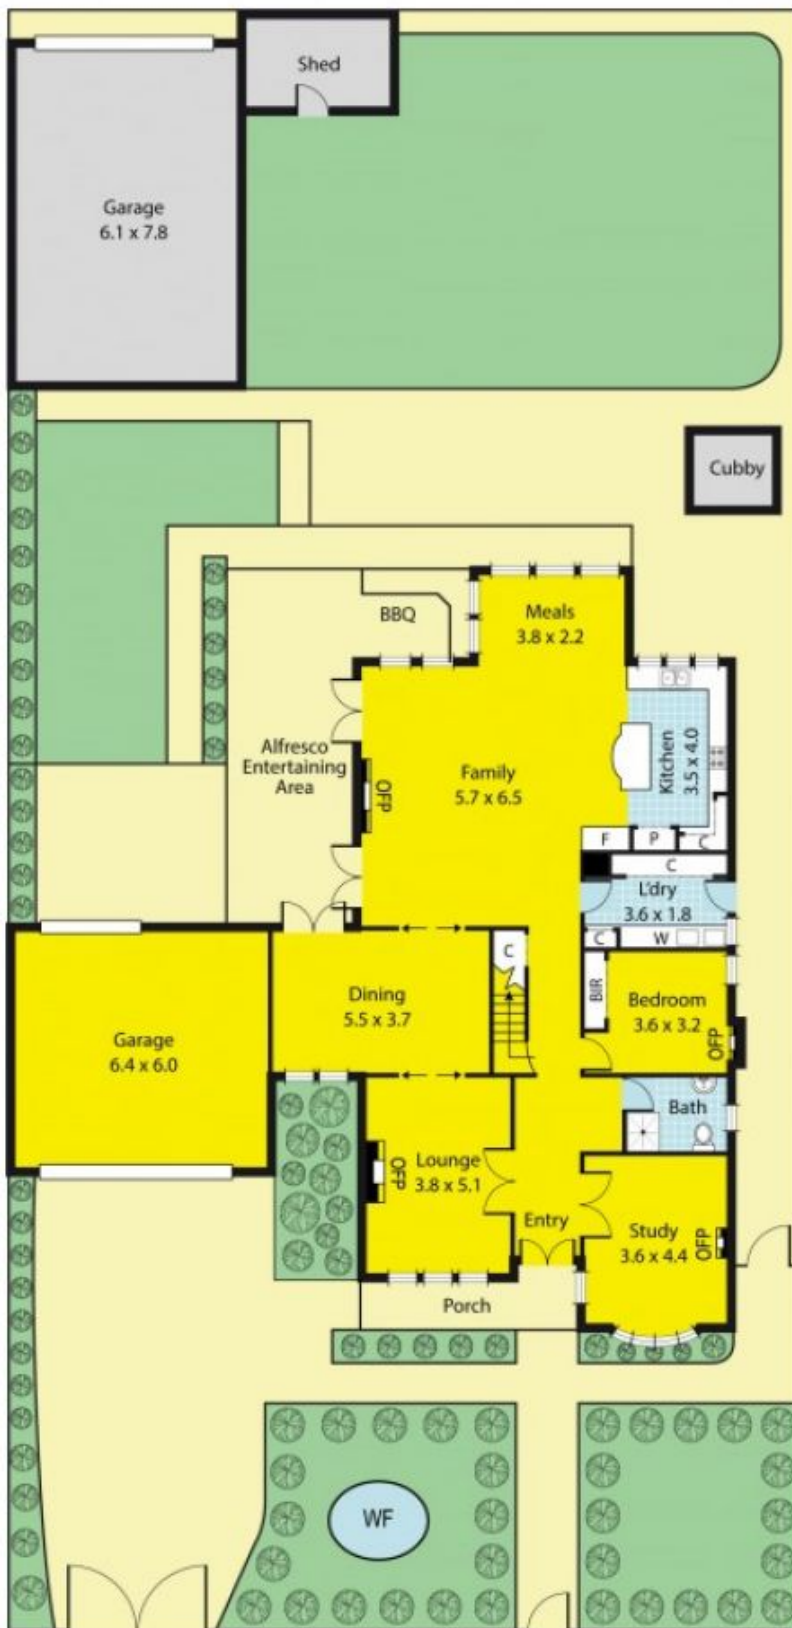 Shed
Garage
6.1 x 7.8
Cubby
Meals
3.8 x 2.2
BBQ
Alfresco
Entertaining
Area
OFP
Family
5.7 x 6.5
Kitchen
3.5 x 4.0
F
P
C
C
L'dry
3.6 x 1.8
C
W
C
BIR
Bedroom
3.6 x 3.2
OFP
Dining
5.5 x 3.7
Garage
6.4 x 6.0
Bath
OFP
Lounge
3.8 x 5.1
Entry
Study
3.6 x 4.4
OFP
Porch
WF